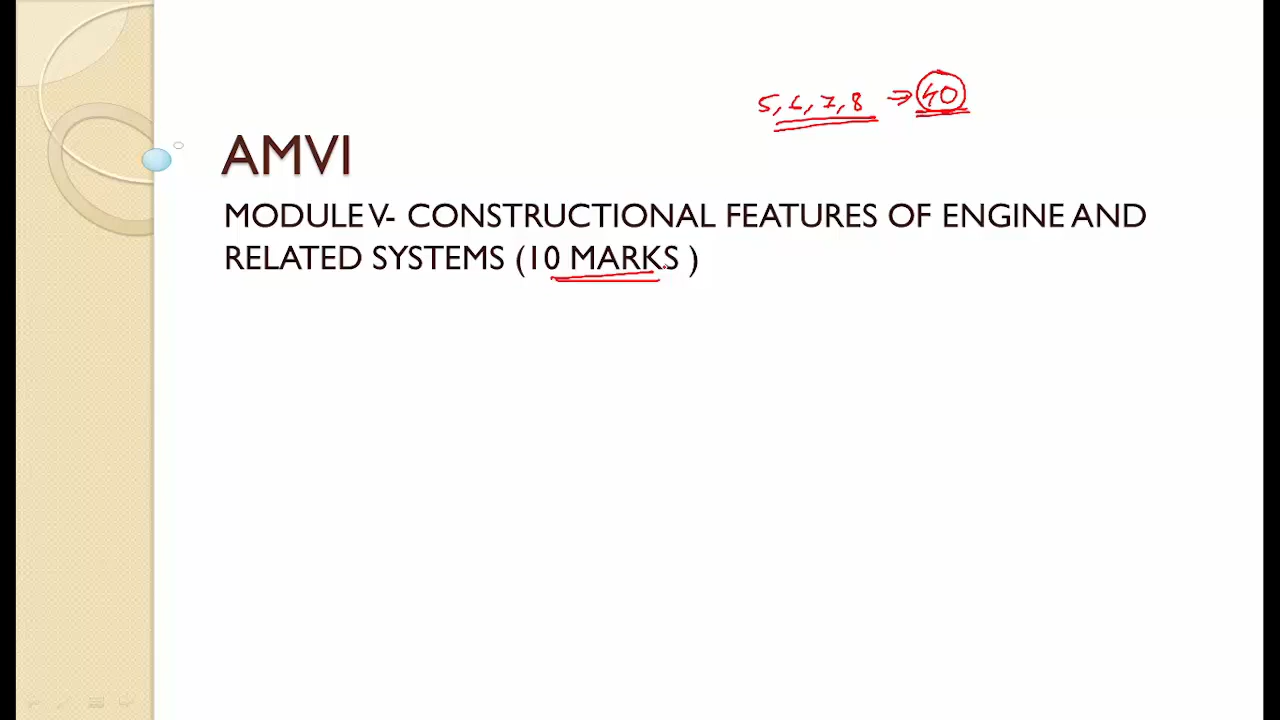 5, 6, 7, 8 ⇒ 40
AMVI
MODULE V- CONSTRUCTIONAL FEATURES OF ENGINE AND
RELATED SYSTEMS (10 MARKS )